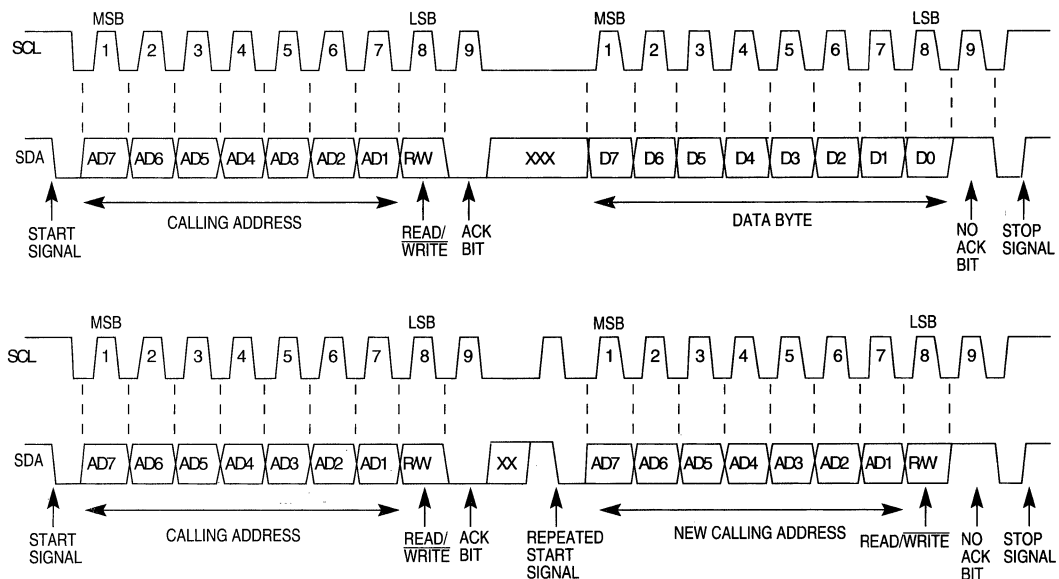 MSB LSB MSB LSB
SCL 1 2 3 4 5 6 7 8 9 1 2 3 4 5 6 7 8 9
SDA AD7 AD6 AD5 AD4 AD3 AD2 AD1 R/W XXX D7 D6 D5 D4 D3 D2 D1 D0
START
SIGNAL
CALLING ADDRESS
READ/
WRITE
ACK
BIT
DATA BYTE
NO
ACK
BIT
STOP
SIGNAL
MSB LSB MSB LSB
SCL 1 2 3 4 5 6 7 8 9 1 2 3 4 5 6 7 8 9
SDA AD7 AD6 AD5 AD4 AD3 AD2 AD1 R/W XX AD7 AD6 AD5 AD4 AD3 AD2 AD1 R/W
START
SIGNAL
CALLING ADDRESS
READ/
WRITE
ACK
BIT
REPEATED
START
SIGNAL
NEW CALLING ADDRESS
READ/WRITE
NO
ACK
BIT
STOP
SIGNAL